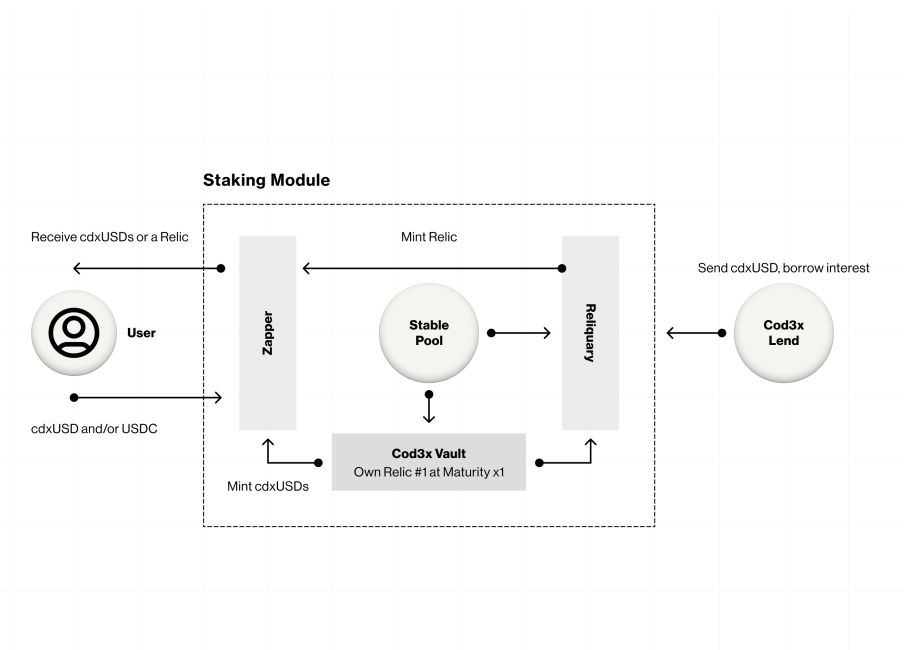 Staking Module
Receive cdxUSDs or a Relic
Mint Relic
Send cdxUSD, borrow interest
User
Zapper
Stable
Pool
Reliquary
Cod3x
Lend
cdxUSD and/or USDC
Cod3x Vault
Own Relic #1 at Maturity x1
Mint cdxUSDs